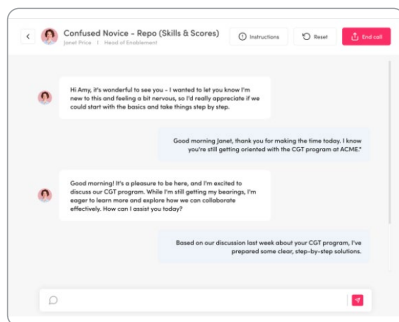 Confused Novice - Repo (Skills & Scores)
Janet Price | Head of Enablement
Instructions
Reset
End call
Hi Amy, it's wonderful to see you - I wanted to let you know I'm
new to this and feeling a bit nervous, so I'd really appreciate if we
could start with the basics and take things step by step.
Good morning Janet, thank you for making the time today. I know
you're still getting oriented with the CGT program at ACME."
Good morning! It's a pleasure to be here, and I'm excited to
discuss our CGT program. While I'm still getting my bearings, I'm
eager to learn more and explore how we can collaborate
effectively. How can I assist you today?
Based on our discussion last week about your CGT program, I've
prepared some clear, step-by-step solutions.